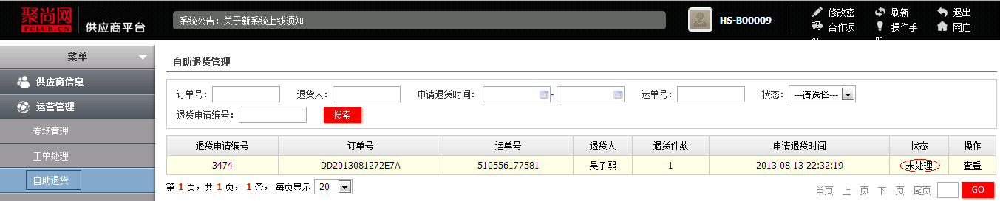 聚尚网
FCLUB.CN
供应商平台
系统公告：关于新系统上线须知
HS-B00009
修改密 刷新 退出
合作须 操作手 网店
知 册
菜单
供应商信息
运营管理
专场管理
工单处理
自助退货
自助退货管理
订单号： 退货人： 申请退货时间： - 运单号： 状态： ---请选择---
退货申请编号： 搜索
退货申请编号 订单号 运单号 退货人 退货件数 申请退货时间 状态 操作
3474 DD2013081272E7A 510556177581 吴子熙 1 2013-08-13 22:32:19 未处理 查看
第 1 页，共 1 页， 1 条， 每页显示 20
首页 上一页 下一页 尾页 GO